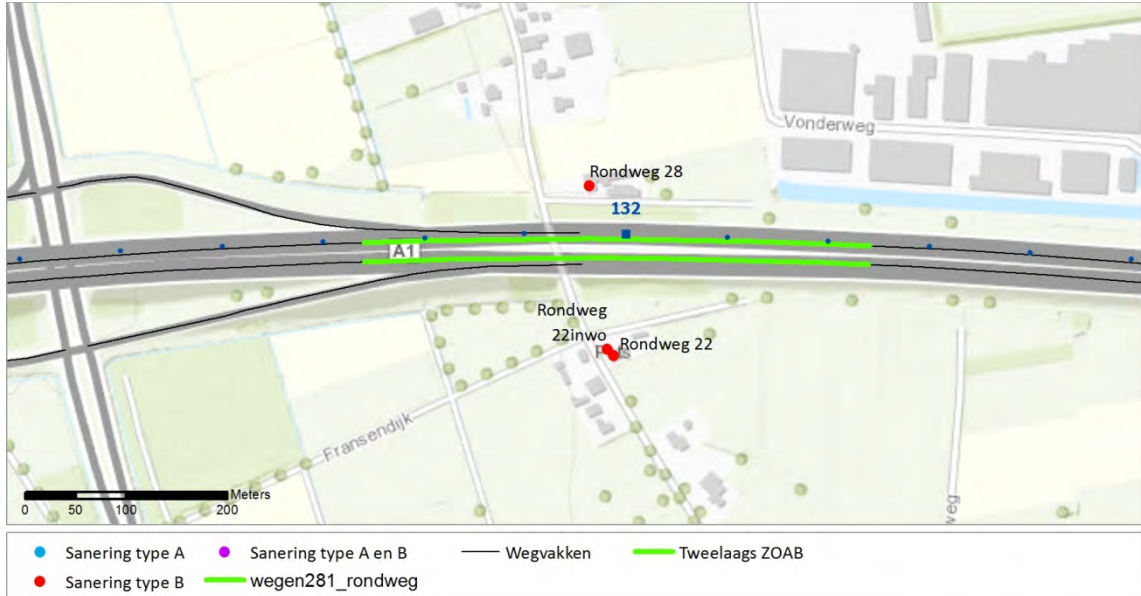 Vonderweg
Rondweg 28
132
A1
Rondweg
22inwo
Rondweg 22
Fransendijk
Meters
0 50 100 200
weg
Sanering type A
Sanering type A en B
Wegvakken
Tweelaags ZOAB
Sanering type B
wegen281_rondweg